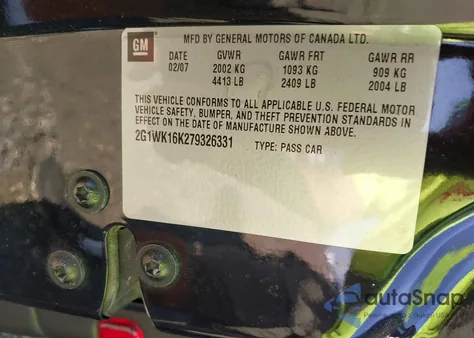 GM
MFD BY GENERAL MOTORS OF CANADA LTD.
DATE GVWR GAWR FRT GAWR RR
02/07 2002 KG 1093 KG 909 KG
4413 LB 2409 LB 2004 LB
THIS VEHICLE CONFORMS TO ALL APPLICABLE U.S. FEDERAL MOTOR
VEHICLE SAFETY, BUMPER, AND THEFT PREVENTION STANDARDS IN
EFFECT ON THE DATE OF MANUFACTURE SHOWN ABOVE.
2G1WK16K279326331 TYPE: PASS CAR
autoSnap